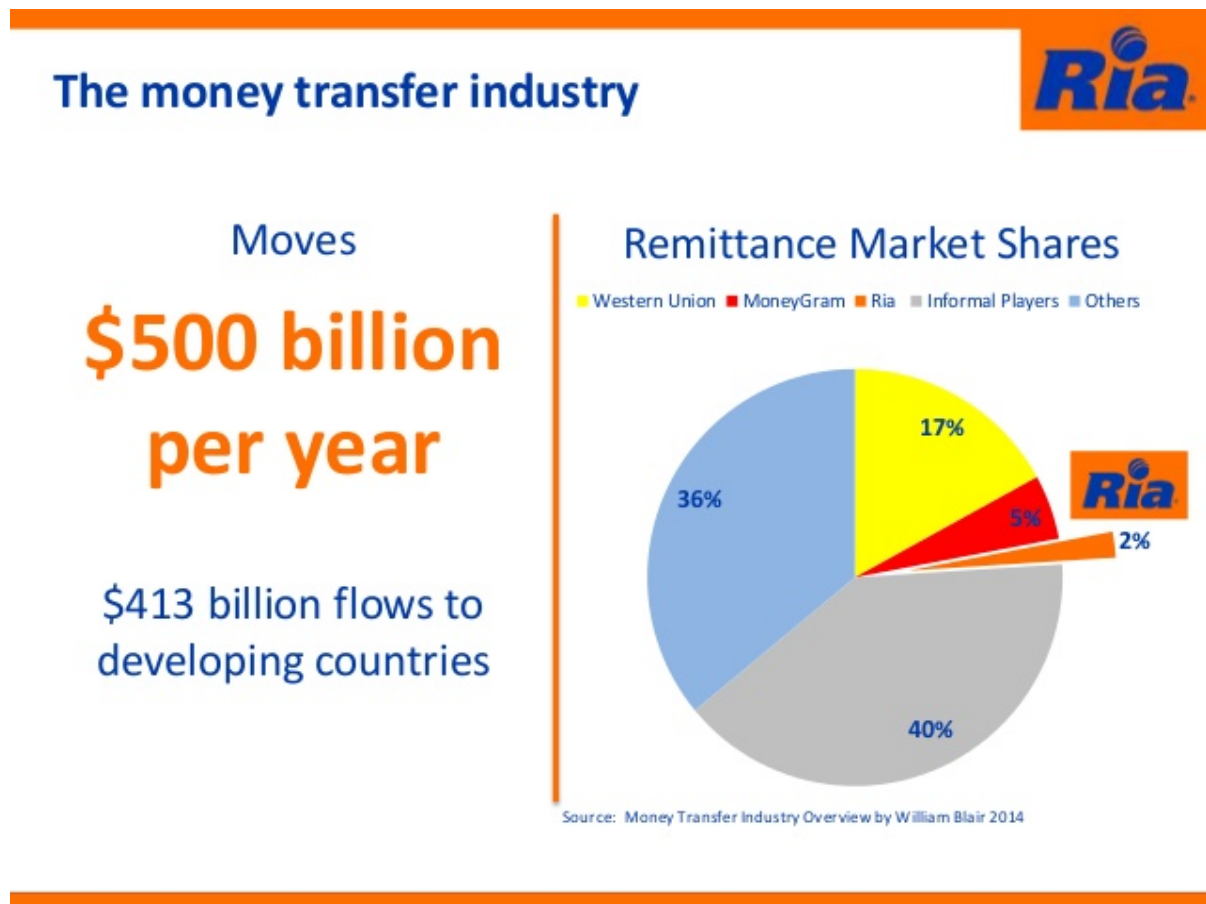 The money transfer industry
Ria
Moves
$500 billion
per year
$413 billion flows to
developing countries
Remittance Market Shares
Western Union MoneyGram Ria Informal Players Others
17%
5%
Ria
2%
40%
36%
Source: Money Transfer Industry Overview by William Blair 2014